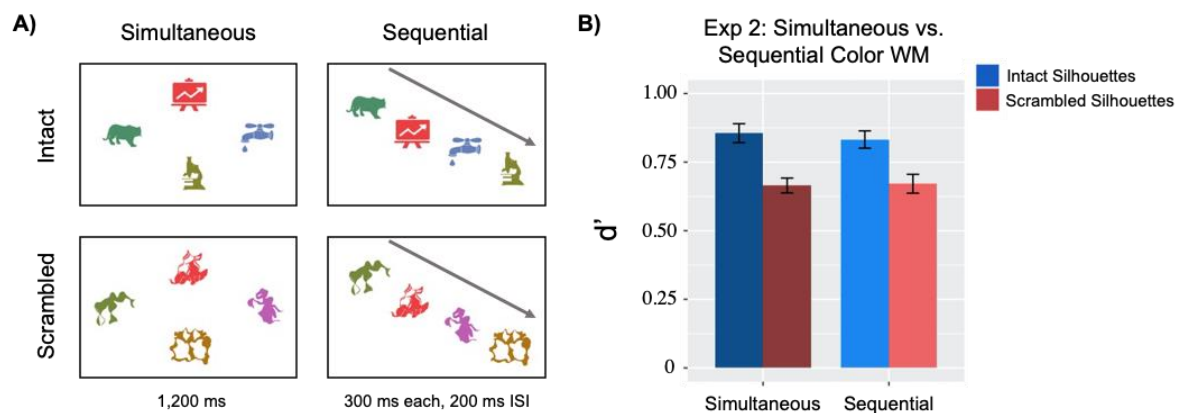 A)
Simultaneous
Sequential
Intact
Scrambled
1,200 ms
300 ms each, 200 ms ISI
B)
Exp 2: Simultaneous vs.
Sequential Color WM
Intact Silhouettes
Scrambled Silhouettes
d'
1.00
0.75
0.50
0.25
0
Simultaneous
Sequential